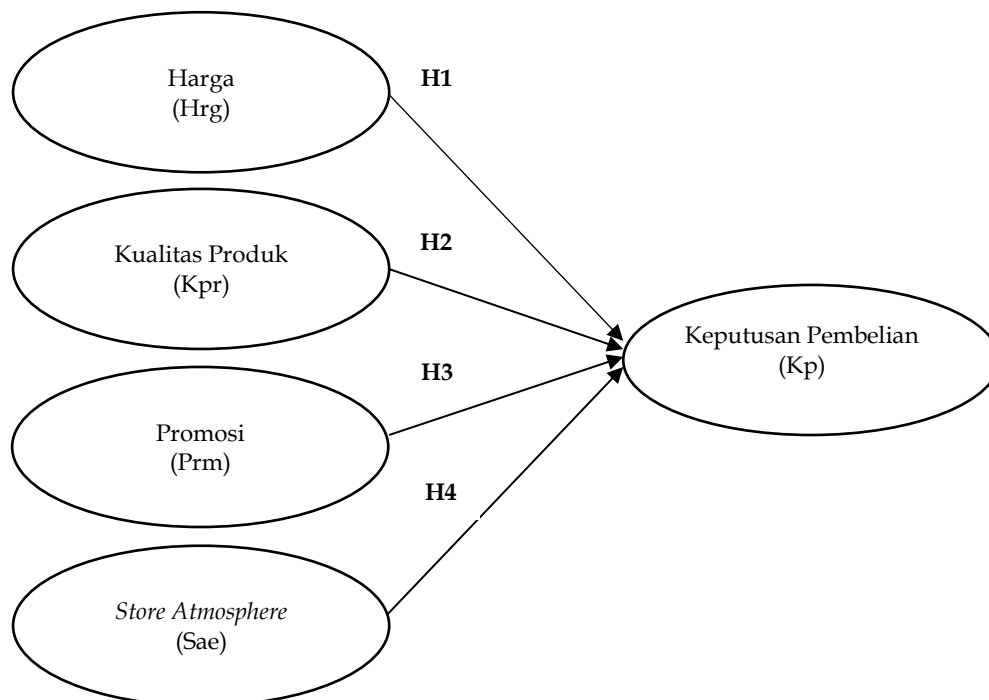 Harga
(Hrg)
H1
Kualitas Produk
(Kpr)
H2
Keputusan Pembelian
(Kp)
Promosi
(Prm)
H3
Store Atmosphere
(Sae)
H4